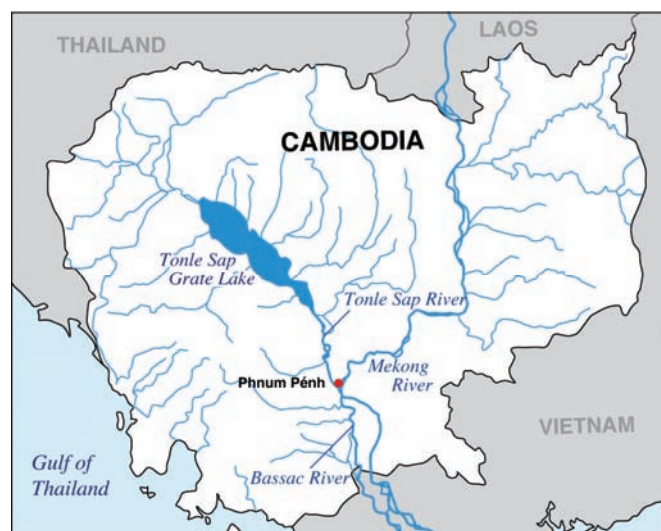 THAILAND
LAOS
CAMBODIA
Tonle Sap
Grate Lake
Tonle Sap River
Phnum Pénh
Mekong
River
VIETNAM
Gulf of
Thailand
Bassac River